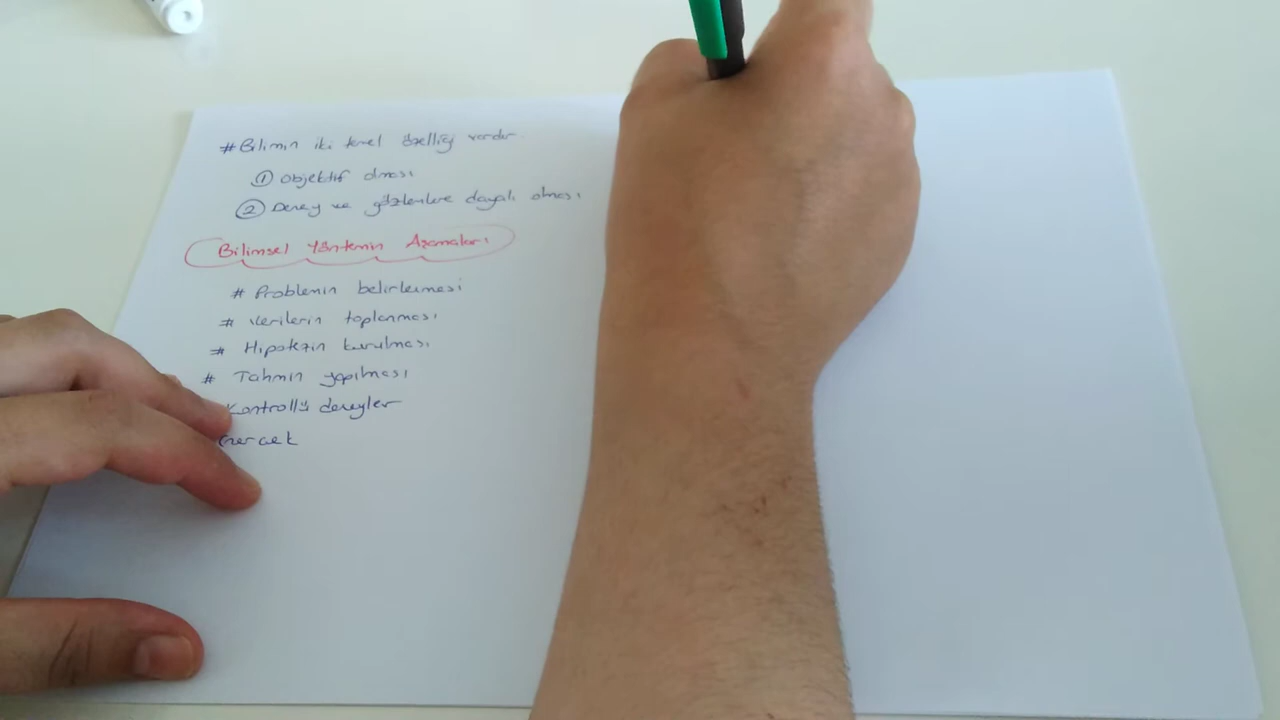 # Bilimin iki temel özelliği vardır
① Objektif olması
② Deney ve gözlemlere dayalı olması
Bilimsel Yöntemin Aşamaları
# Problemin belirlenmesi
# Verilerin toplanması
# Hipotezin kurulması
# Tahmin yapılması
Kontrollü deneyler
Gerçek